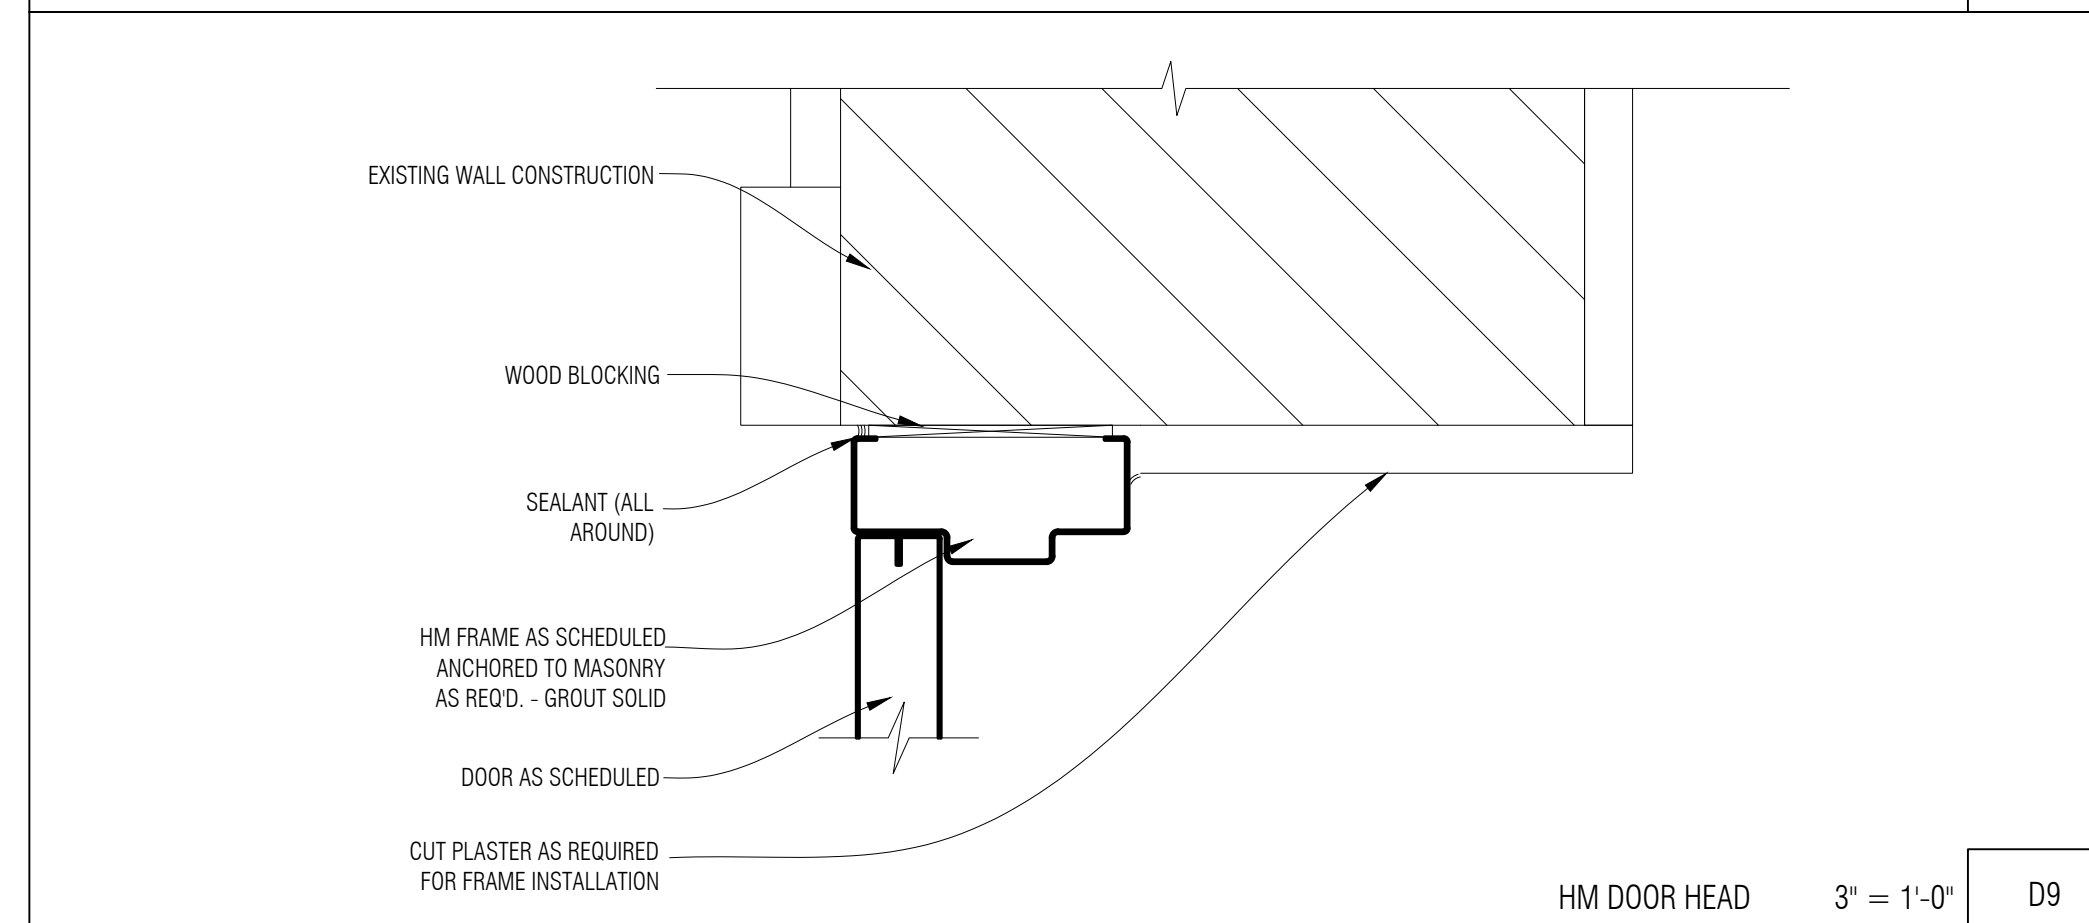 EXISTING WALL CONSTRUCTION
WOOD BLOCKING
SEALANT (ALL
AROUND)
HM FRAME AS SCHEDULED
ANCHORED TO MASONRY
AS REQ'D. - GROUT SOLID
DOOR AS SCHEDULED
CUT PLASTER AS REQUIRED
FOR FRAME INSTALLATION
HM DOOR HEAD 3" = 1'-0" D9